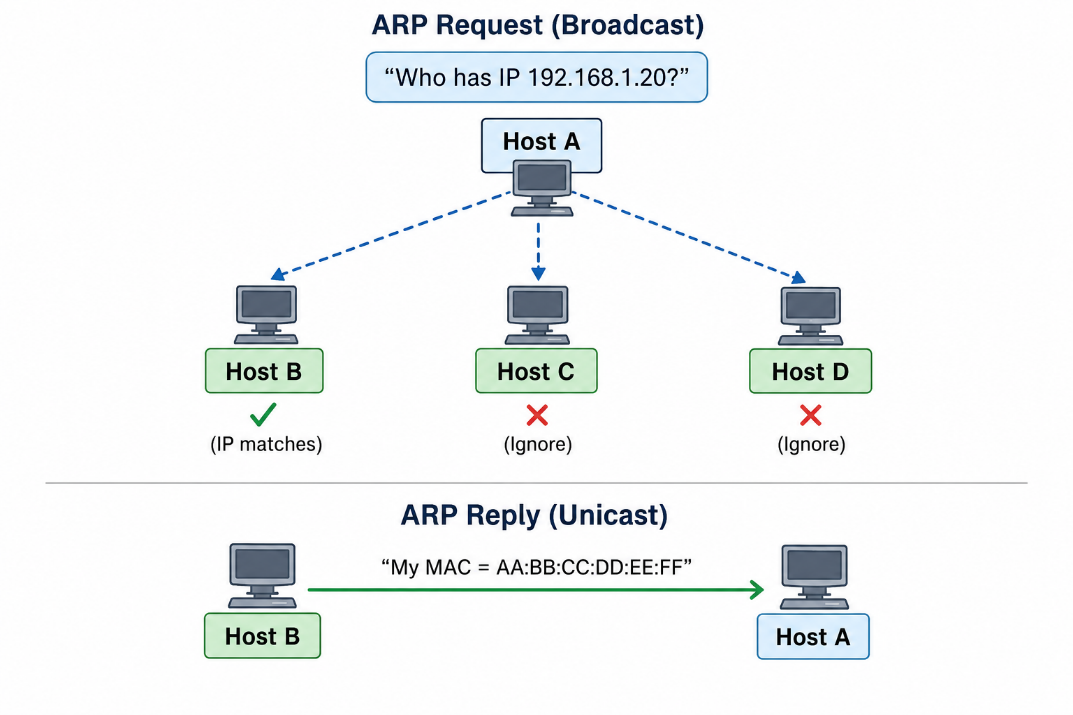 ARP Request (Broadcast)
“Who has IP 192.168.1.20?”
Host A
Host B
Host C
Host D
(IP matches)
(Ignore)
(Ignore)
ARP Reply (Unicast)
“My MAC = AA:BB:CC:DD:EE:FF”
Host B
Host A